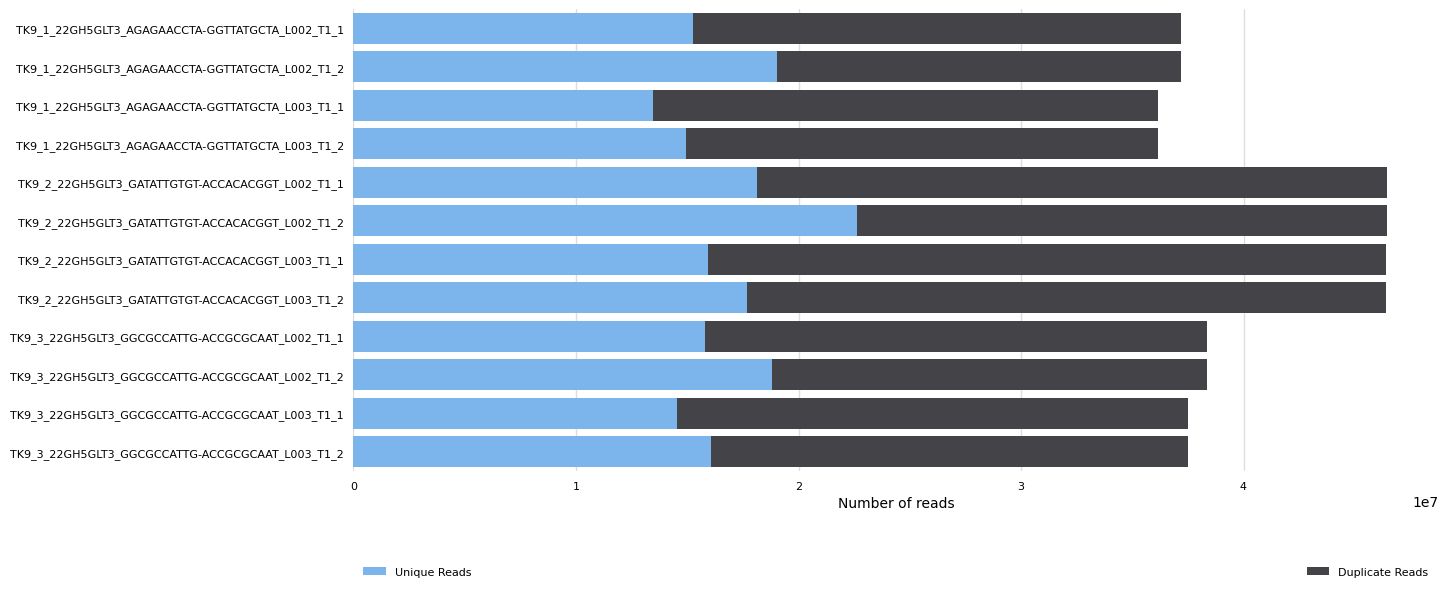 TK9_1_22GH5GLT3_AGAGAACCTA-GGTTATGCTA_L002_T1_1
TK9_1_22GH5GLT3_AGAGAACCTA-GGTTATGCTA_L002_T1_2
TK9_1_22GH5GLT3_AGAGAACCTA-GGTTATGCTA_L003_T1_1
TK9_1_22GH5GLT3_AGAGAACCTA-GGTTATGCTA_L003_T1_2
TK9_2_22GH5GLT3_GATATTGTGT-ACCACACGGT_L002_T1_1
TK9_2_22GH5GLT3_GATATTGTGT-ACCACACGGT_L002_T1_2
TK9_2_22GH5GLT3_GATATTGTGT-ACCACACGGT_L003_T1_1
TK9_2_22GH5GLT3_GATATTGTGT-ACCACACGGT_L003_T1_2
TK9_3_22GH5GLT3_GGCGCCATTG-ACCGCGCAAT_L002_T1_1
TK9_3_22GH5GLT3_GGCGCCATTG-ACCGCGCAAT_L002_T1_2
TK9_3_22GH5GLT3_GGCGCCATTG-ACCGCGCAAT_L003_T1_1
TK9_3_22GH5GLT3_GGCGCCATTG-ACCGCGCAAT_L003_T1_2
0 1 2 3 4
Number of reads 1e7
Unique Reads Duplicate Reads